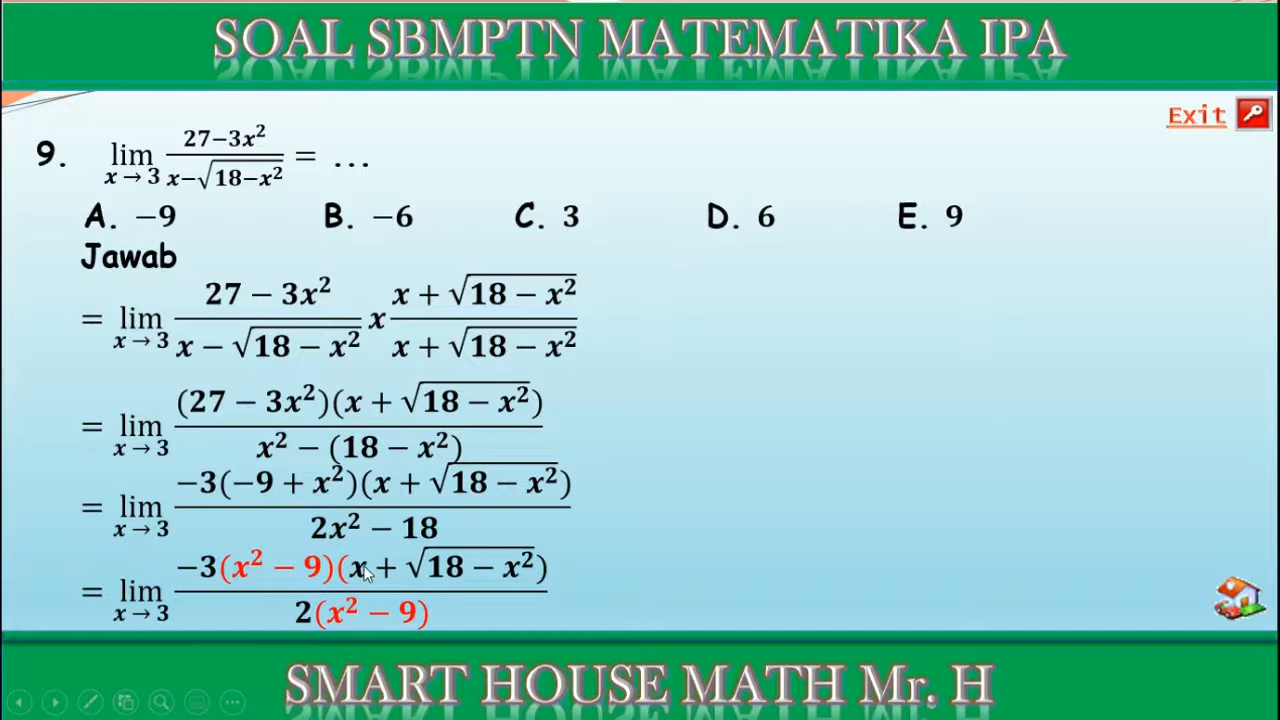 SOAL SBMPTN MATEMATIKA IPA
Exit
9. lim x→3 (27−3x²)/(x−√(18−x²)) = ...
A. −9 B. −6 C. 3 D. 6 E. 9
Jawab
= lim x→3 (27 − 3x²)/(x − √(18 − x²)) x (x + √(18 − x²))/(x + √(18 − x²))
= lim x→3 ((27 − 3x²)(x + √(18 − x²)))/(x² − (18 − x²))
= lim x→3 (−3(−9 + x²)(x + √(18 − x²)))/(2x² − 18)
= lim x→3 (−3(x² − 9)(x + √(18 − x²)))/(2(x² − 9))
SMART HOUSE MATH Mr. H